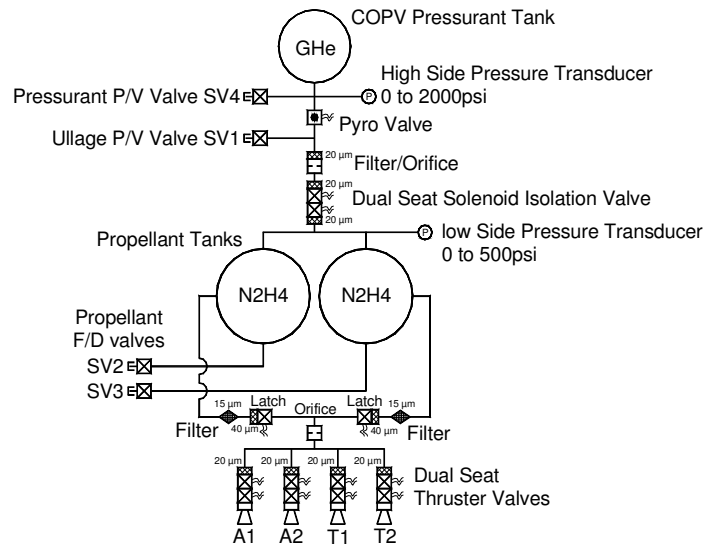 COPV Pressurant Tank
GHe
High Side Pressure Transducer
0 to 2000psi
Pressurant P/V Valve SV4
P
Pyro Valve
Ullage P/V Valve SV1
20 µm
Filter/Orifice
20 µm
Dual Seat Solenoid Isolation Valve
20 µm
Propellant Tanks
P
low Side Pressure Transducer
0 to 500psi
N2H4
N2H4
Propellant
F/D valves
SV2
SV3
15 µm
Latch
Orifice
Latch
15 µm
Filter
40 µm
40 µm
Filter
20 µm
20 µm
20 µm
20 µm
Dual Seat
Thruster Valves
A1
A2
T1
T2